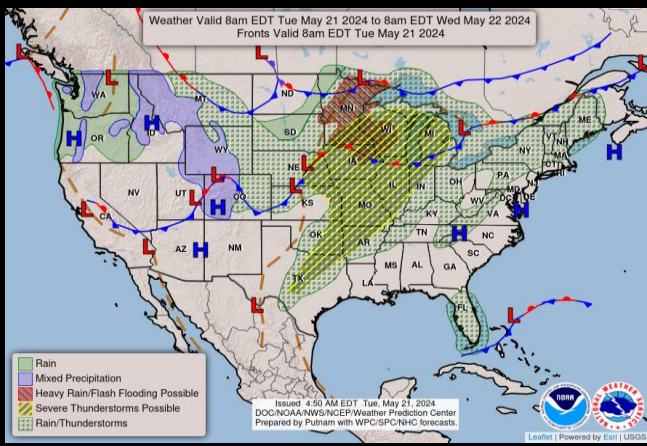 Weather Valid 8am EDT Tue May 21 2024 to 8am EDT Wed May 22 2024
Fronts Valid 8am EDT Tue May 21 2024
L L L L L
WA MT ND MN ME
OR ID SD WI MI VT NH
H H WY NY MA
L IA CT RI
NE PA NJ
NV UT L CO L IL IN OH MD DE H
L CA L H KS MO WV DC VA
KY
L AZ H NM OK AR TN H NC
SC
TX MS AL GA
L LA
FL L
Rain
Mixed Precipitation
Heavy Rain/Flash Flooding Possible
Severe Thunderstorms Possible
Rain/Thunderstorms
Issued 4:50 AM EDT Tue, May 21, 2024
DOC/NOAA/NWS/NCEP/Weather Prediction Center
Prepared by Putnam with WPC/SPC/NHC forecasts.
NOAA
NATIONAL WEATHER SERVICE
Leaflet | Powered by Esri | USGS